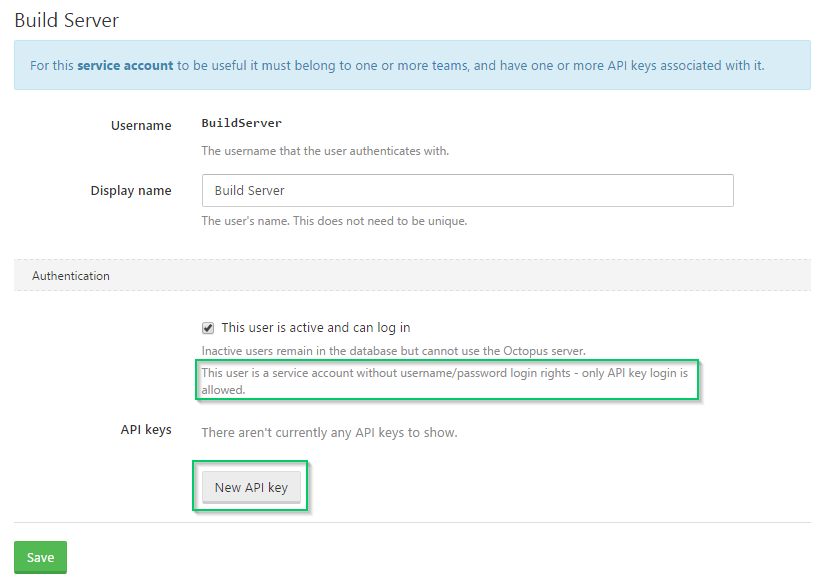 Build Server
For this service account to be useful it must belong to one or more teams, and have one or more API keys associated with it.
Username
BuildServer
The username that the user authenticates with.
Display name
Build Server
The user's name. This does not need to be unique.
Authentication
This user is active and can log in
Inactive users remain in the database but cannot use the Octopus server.
This user is a service account without username/password login rights - only API key login is
allowed.
API keys
There aren't currently any API keys to show.
New API key
Save